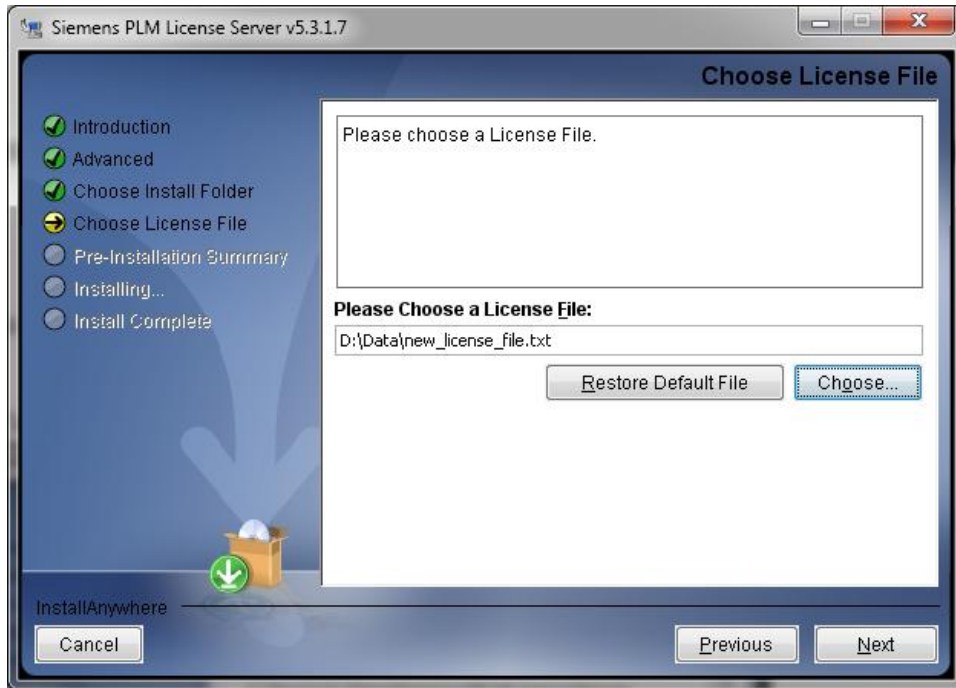 Siemens PLM License Server v5.3.1.7
Choose License File
Introduction
Advanced
Choose Install Folder
Choose License File
Pre-Installation Summary
Installing...
Install Complete
Please choose a License File.
Please Choose a License File:
D:\Data\new_license_file.txt
Restore Default File
Choose...
InstallAnywhere
Cancel
Previous
Next